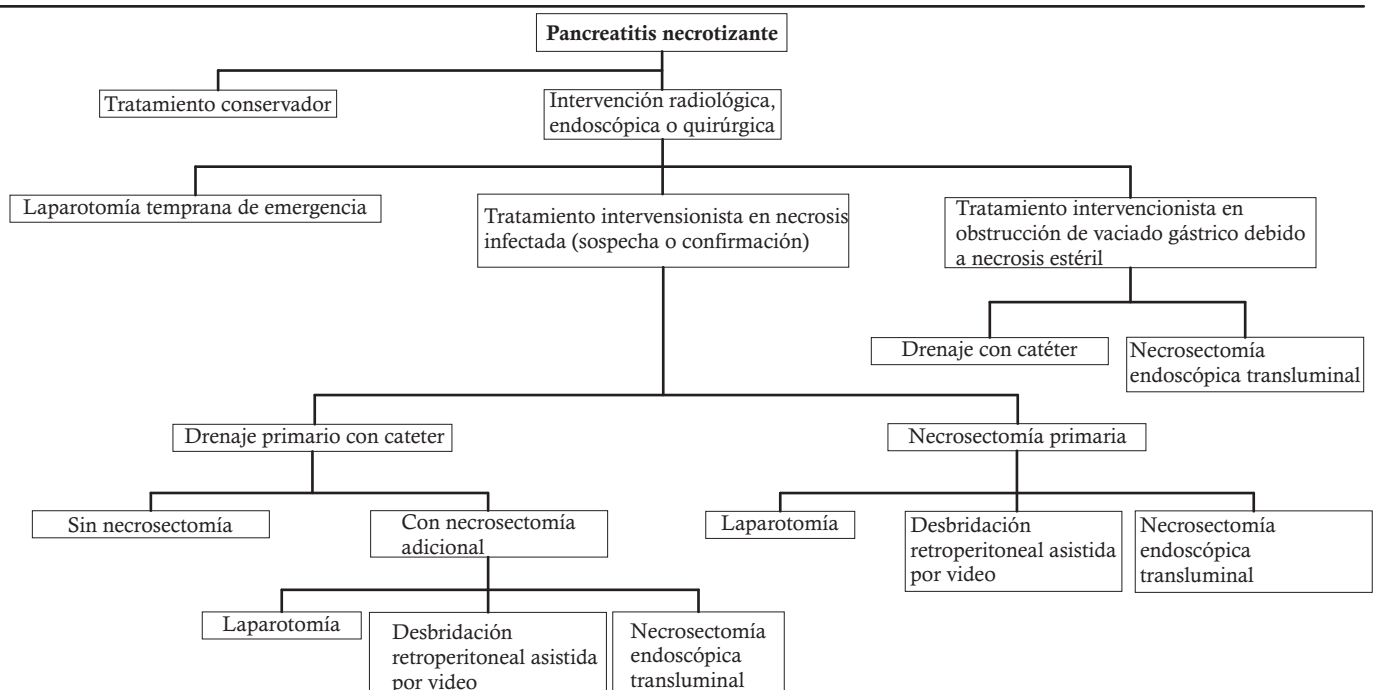 Pancreatitis necrotizante
Tratamiento conservador
Intervención radiológica,
endoscópica o quirúrgica
Laparotomía temprana de emergencia
Tratamiento intervensionista en necrosis
infectada (sospecha o confirmación)
Tratamiento intervencionista en
obstrucción de vaciado gástrico debido
a necrosis estéril
Drenaje con catéter
Necrosectomía
endoscópica transluminal
Drenaje primario con cateter
Necrosectomía primaria
Sin necrosectomía
Con necrosectomía
adicional
Laparotomía
Desbridación
retroperitoneal asistida
por video
Necrosectomía
endoscópica
transluminal
Laparotomía
Desbridación
retroperitoneal asistida
por video
Necrosectomía
endoscópica
transluminal